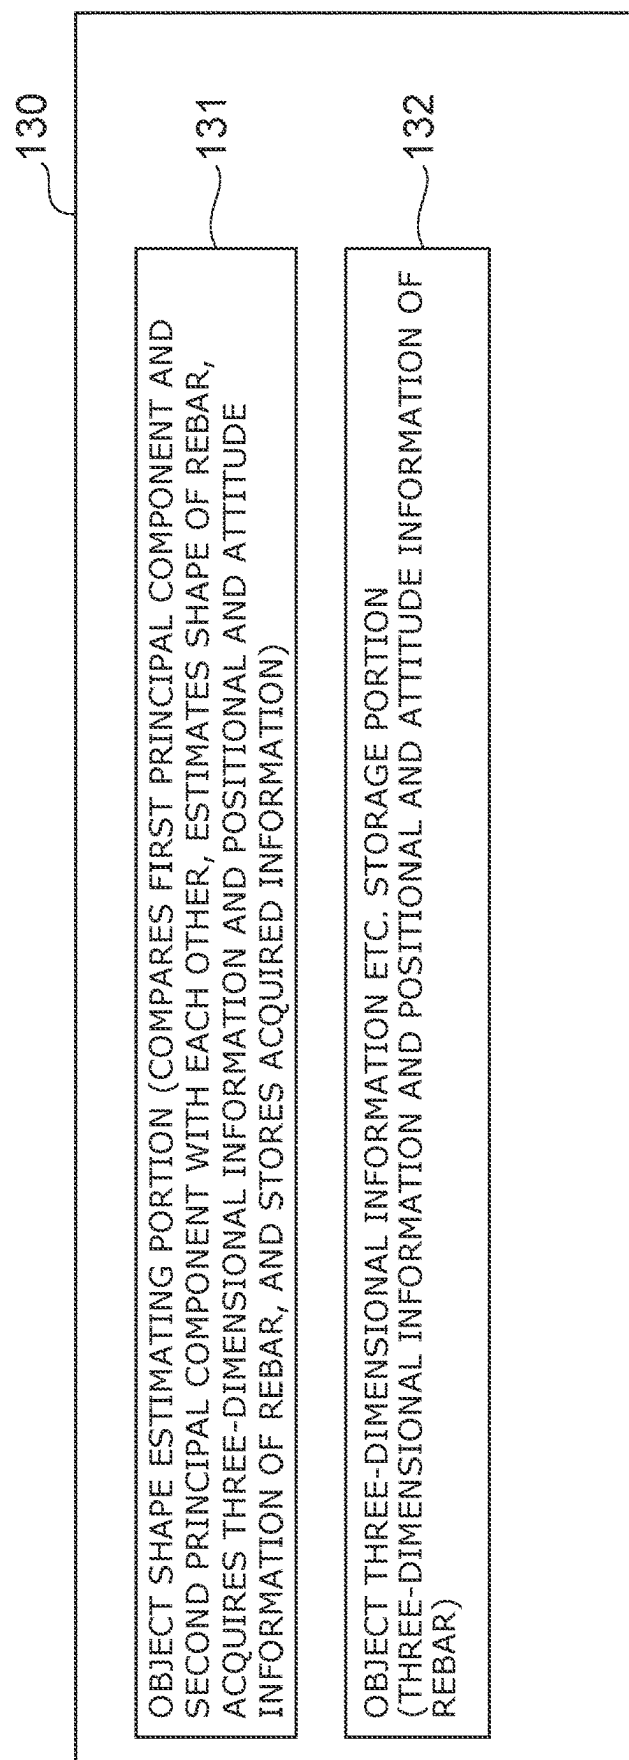 130
OBJECT SHAPE ESTIMATING PORTION (COMPARES FIRST PRINCIPAL COMPONENT AND
SECOND PRINCIPAL COMPONENT WITH EACH OTHER, ESTIMATES SHAPE OF REBAR,
ACQUIRES THREE-DIMENSIONAL INFORMATION AND POSITIONAL AND ATTITUDE
INFORMATION OF REBAR, AND STORES ACQUIRED INFORMATION)
131
OBJECT THREE-DIMENSIONAL INFORMATION ETC. STORAGE PORTION
(THREE-DIMENSIONAL INFORMATION AND POSITIONAL AND ATTITUDE INFORMATION OF
REBAR)
132